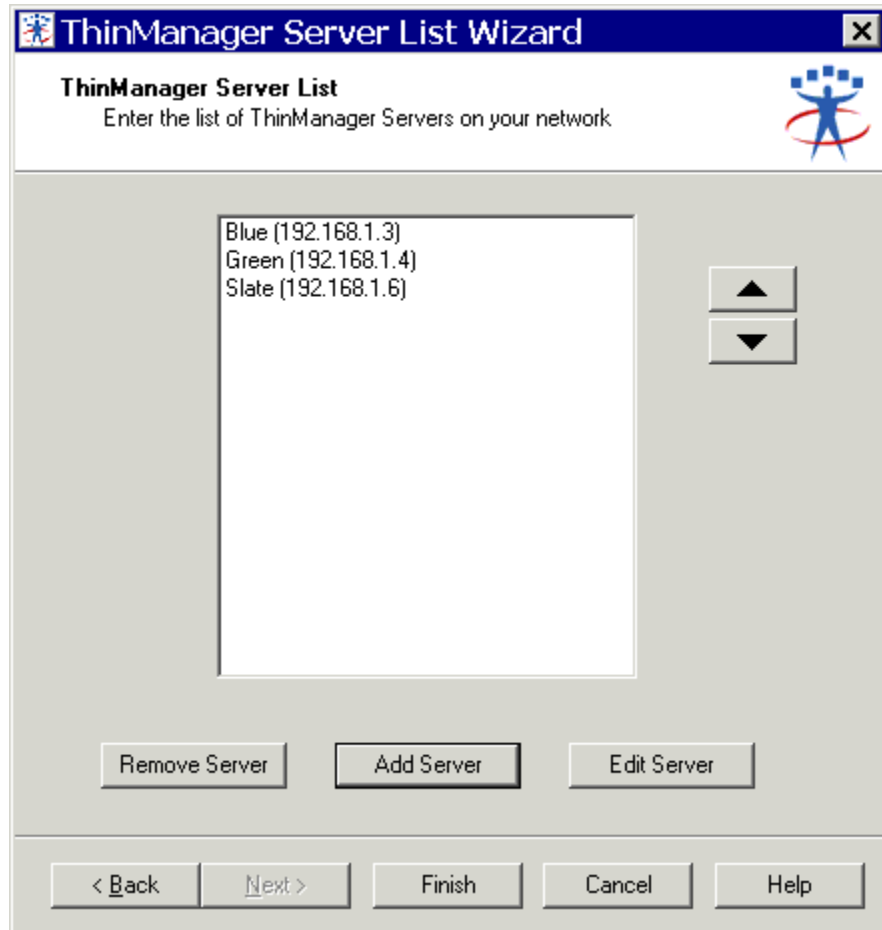 ThinManager Server List Wizard
ThinManager Server List
Enter the list of ThinManager Servers on your network
Blue (192.168.1.3)
Green (192.168.1.4)
Slate (192.168.1.6)
Remove Server Add Server Edit Server
< Back Next > Finish Cancel Help